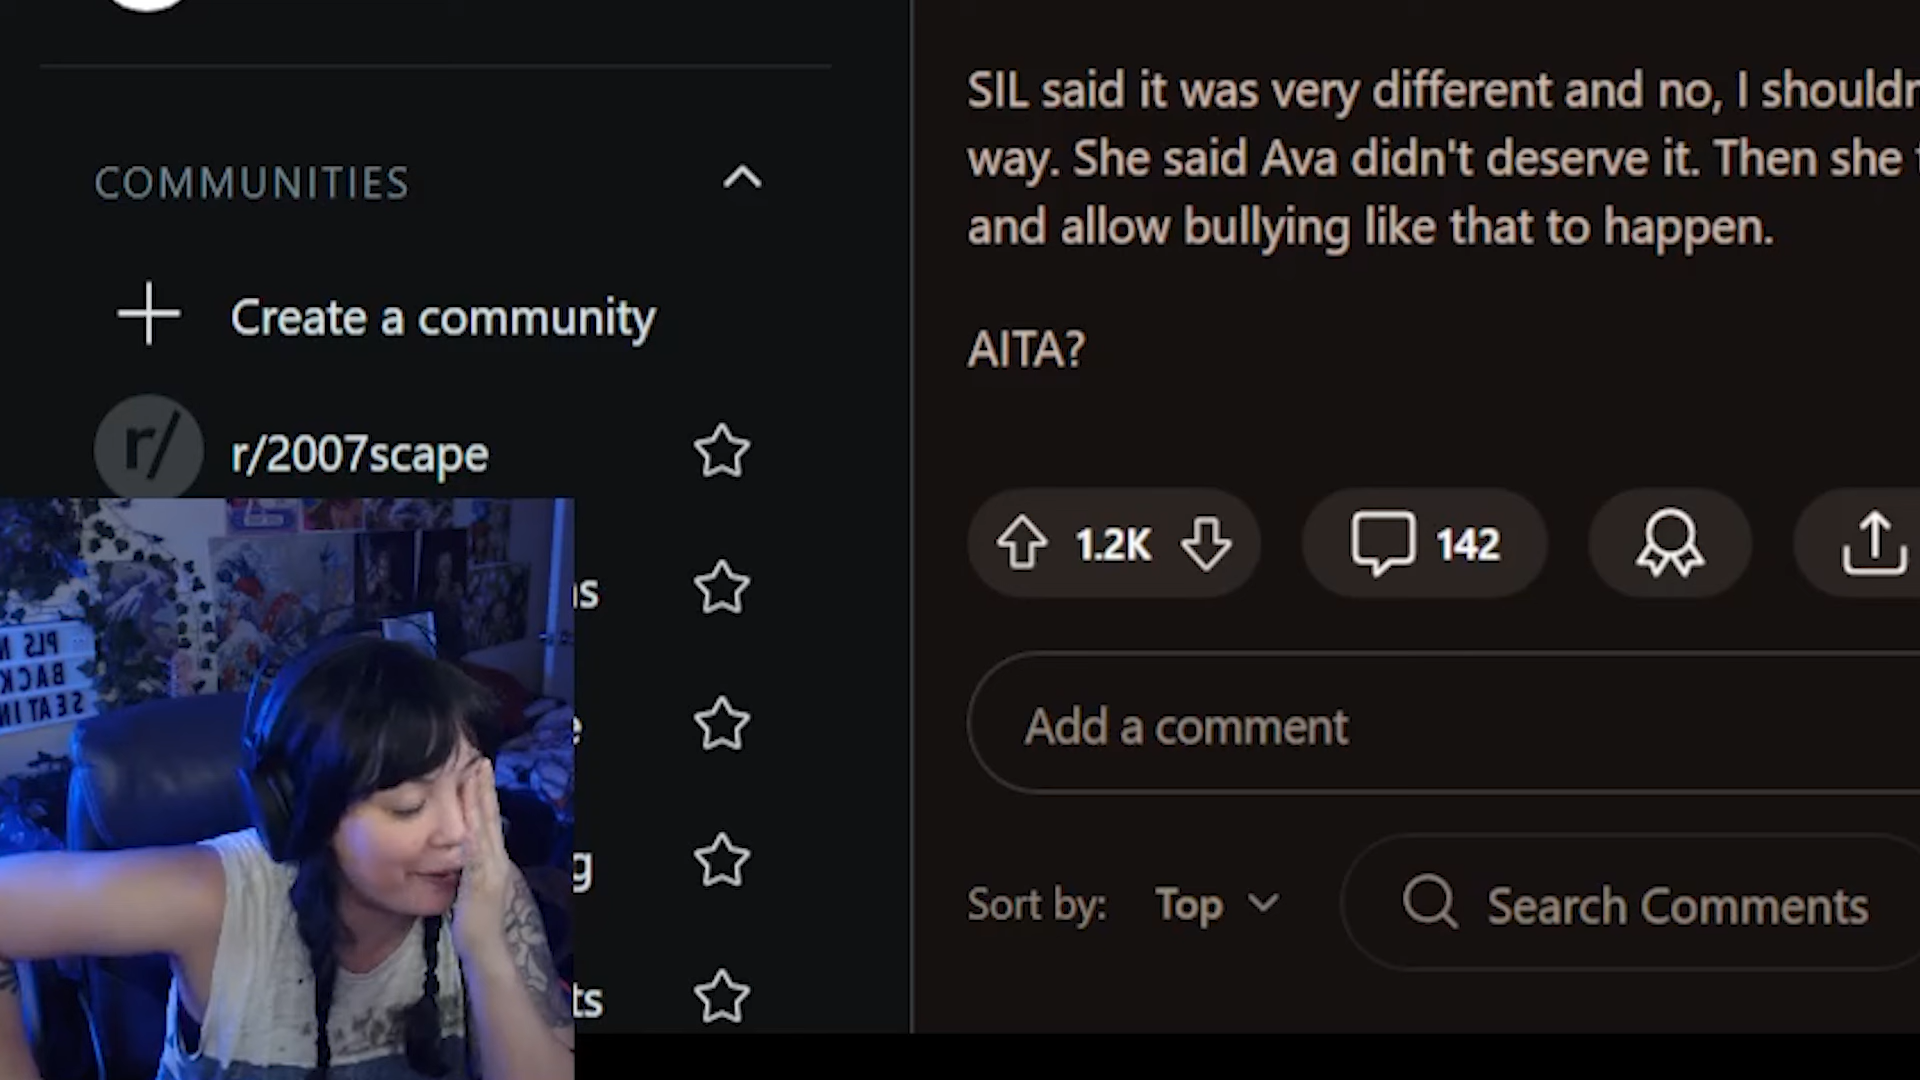 COMMUNITIES
Create a community
r/
r/2007scape
SIL said it was very different and no, I
way. She said Ava didn't deserve it. Then she
and allow bullying like that to happen.
AITA?
1.2K
142
Add a comment
Sort by: Top
Search Comments
PLS
BACK